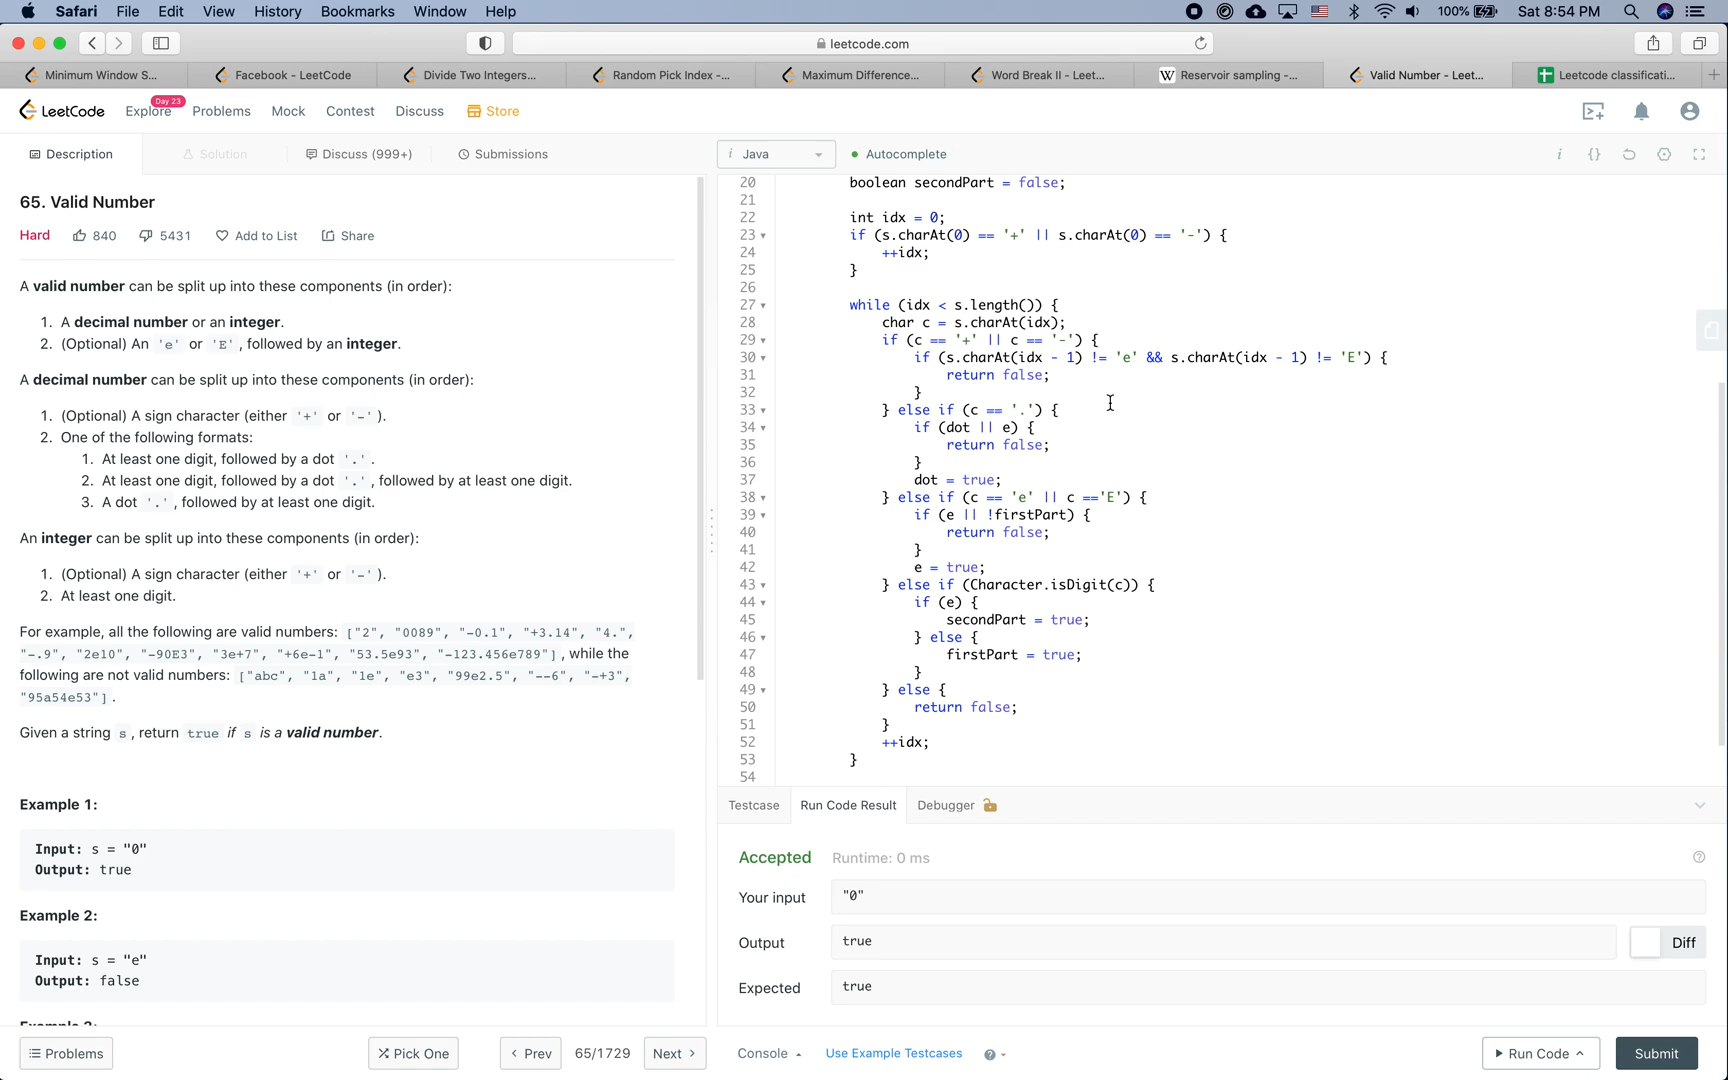 Safari File Edit View History Bookmarks Window Help 100% Sat 8:54 PM
leetcode.com
Minimum Window S... Facebook - LeetCode Divide Two Integers... Random Pick Index -... Maximum Difference... Word Break II - Leet... W Reservoir sampling -... Valid Number - Leet... Leetcode classificati...
LeetCode Explore Day 23 Problems Mock Contest Discuss Store
Description Solution Discuss (999+) Submissions
i Java Autocomplete i {}
65. Valid Number
Hard 840 5431 Add to List Share
A valid number can be split up into these components (in order):
1. A decimal number or an integer.
2. (Optional) An 'e' or 'E', followed by an integer.
A decimal number can be split up into these components (in order):
1. (Optional) A sign character (either '+' or '-').
2. One of the following formats:
1. At least one digit, followed by a dot '.'.
2. At least one digit, followed by a dot '.', followed by at least one digit.
3. A dot '.', followed by at least one digit.
An integer can be split up into these components (in order):
1. (Optional) A sign character (either '+' or '-').
2. At least one digit.
For example, all the following are valid numbers: ["2", "0089", "-0.1", "+3.14", "4.",
"-.9", "2e10", "-90E3", "3e+7", "+6e-1", "53.5e93", "-123.456e789"], while the
following are not valid numbers: ["abc", "1a", "1e", "e3", "99e2.5", "--6", "-+3",
"95a54e53"].
Given a string s, return true if s is a valid number.
Example 1:
Input: s = "0"
Output: true
Example 2:
Input: s = "e"
Output: false
20 boolean secondPart = false;
21
22 int idx = 0;
23 if (s.charAt(0) == '+' || s.charAt(0) == '-') {
24 ++idx;
25 }
26
27 while (idx < s.length()) {
28 char c = s.charAt(idx);
29 if (c == '+' || c == '-') {
30 if (s.charAt(idx - 1) != 'e' && s.charAt(idx - 1) != 'E') {
31 return false;
32 }
33 } else if (c == '.') {
34 if (dot || e) {
35 return false;
36 }
37 dot = true;
38 } else if (c == 'e' || c =='E') {
39 if (e || !firstPart) {
40 return false;
41 }
42 e = true;
43 } else if (Character.isDigit(c)) {
44 if (e) {
45 secondPart = true;
46 } else {
47 firstPart = true;
48 }
49 } else {
50 return false;
51 }
52 ++idx;
53 }
54
Testcase Run Code Result Debugger
Accepted Runtime: 0 ms
Your input "0"
Output true Diff
Expected true
Problems Pick One Prev 65/1729 Next Console Use Example Testcases Run Code Submit